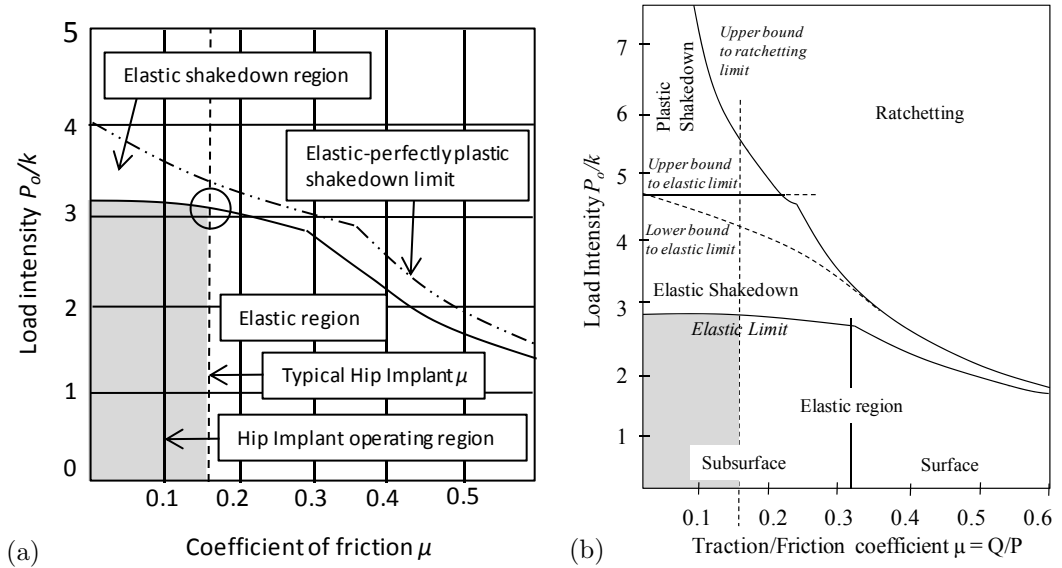 5
4
3
2
1
0
Load intensity Po/k
Elastic shakedown region
Elastic-perfectly plastic
shakedown limit
Elastic region
Typical Hip Implant μ
Hip Implant operating region
0.1 0.2 0.3 0.4 0.5
(a)
Coefficient of friction μ
7
6
5
4
3
2
1
Load Intensity Po/k
Plastic
Shakedown
Upper bound
to ratchetting
limit
Ratchetting
Upper bound
to elastic limit
Lower bound
to elastic limit
Elastic Shakedown
Elastic Limit
Elastic region
Subsurface
Surface
0.1 0.2 0.3 0.4 0.5 0.6
(b)
Traction/Friction coefficient μ = Q/P